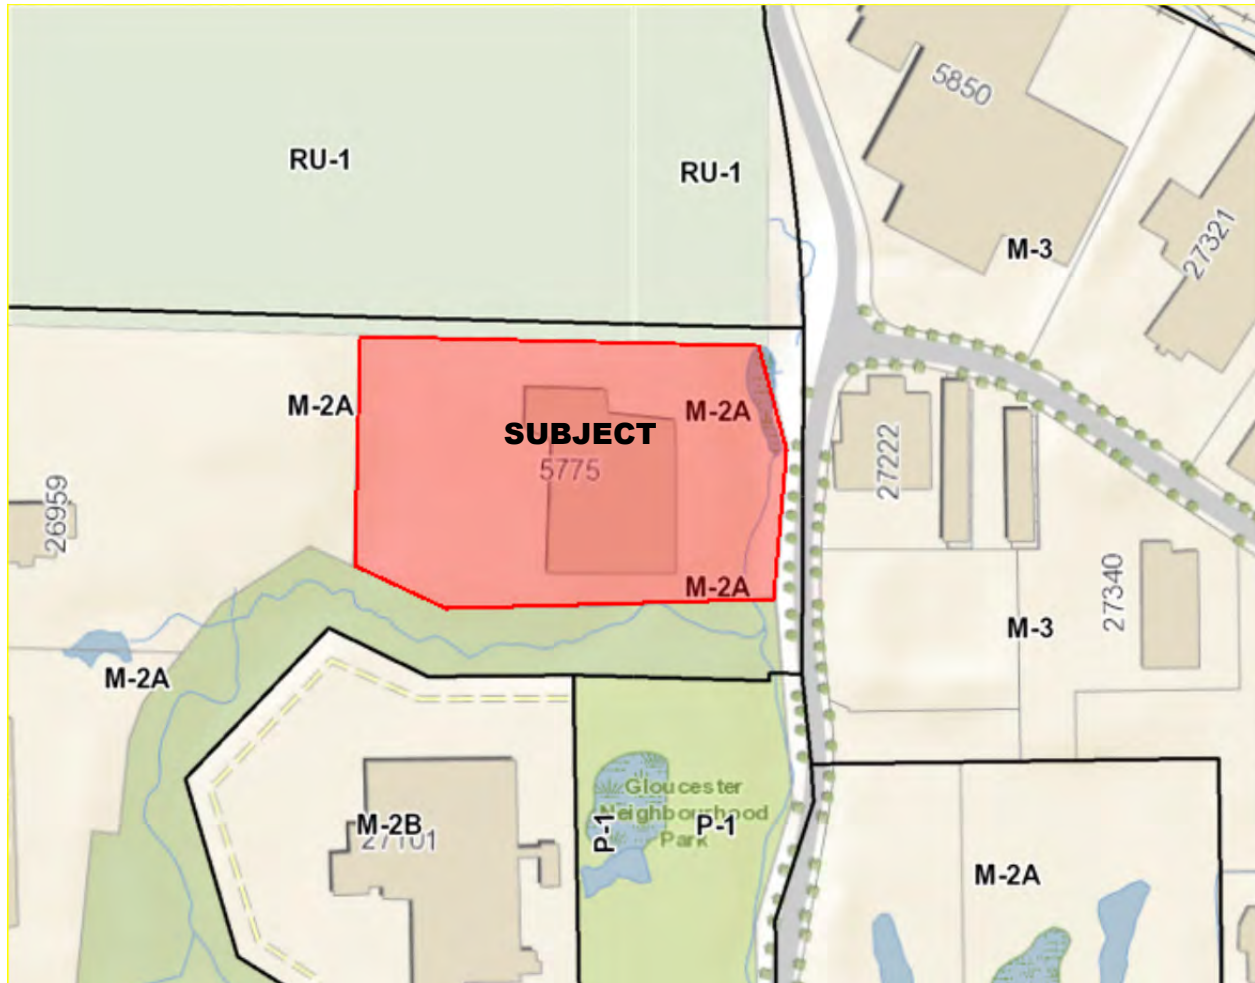 5850
RU-1
RU-1
M-3
27321
M-2A
M-2A
SUBJECT
5775
27222
26959
M-2A
27340
M-3
M-2A
Gloucester
Neighbourhood
Park
P-1
P-1
M-2B
27101
M-2A